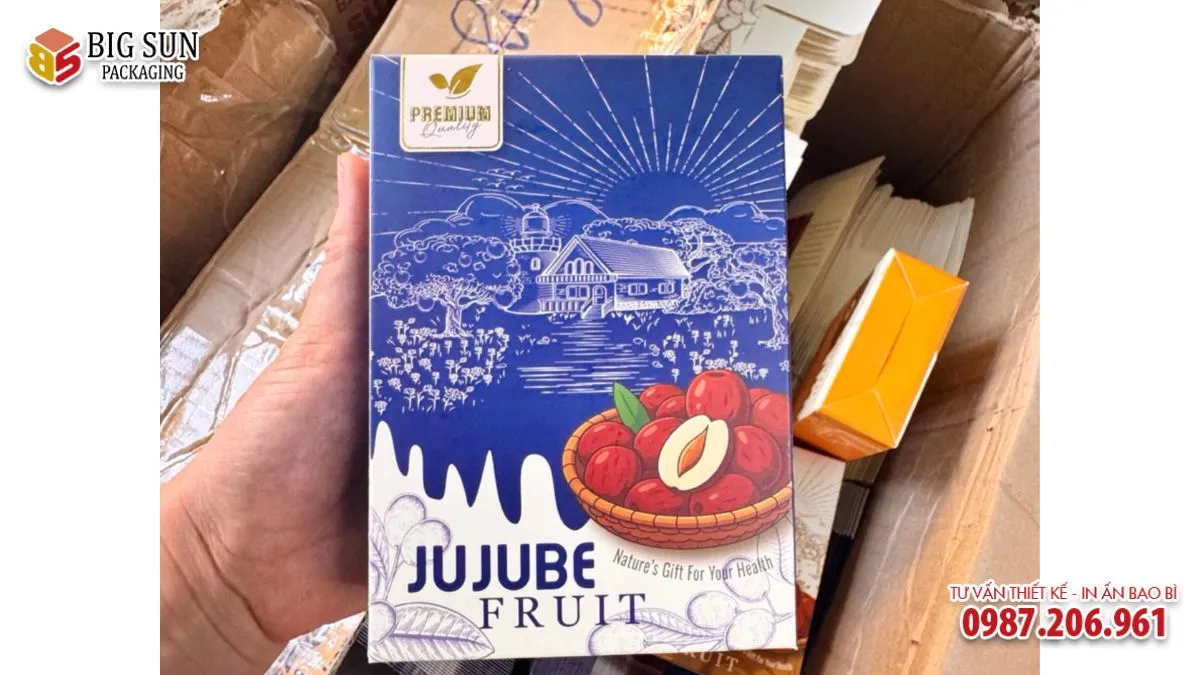 BIG SUN
PACKAGING
PREMIUM
Quality
JUJUBE
FRUIT
Nature's Gift For Your Health
TƯ VẤN THIẾT KẾ - IN ẤN BAO BÌ
0987.206.961